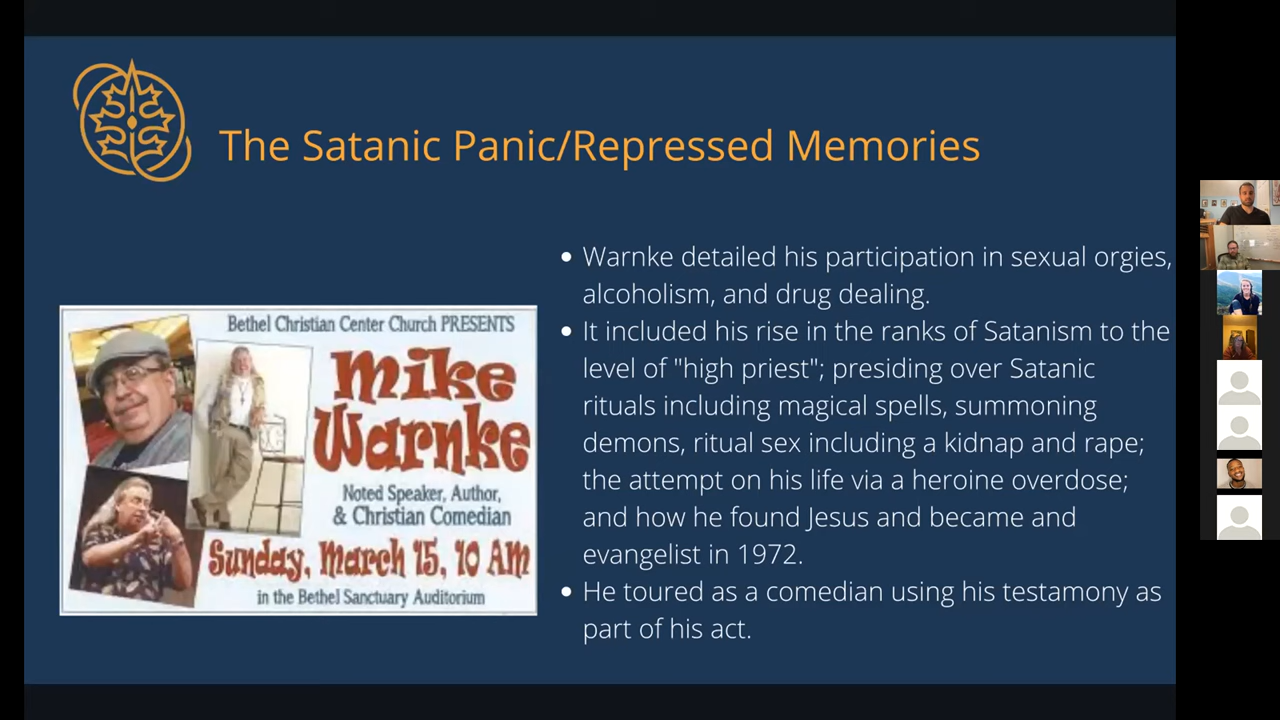 The Satanic Panic/Repressed Memories
Bethel Christian Center Church PRESENTS
Mike
Warnke
Noted Speaker, Author,
& Christian Comedian
Sunday, March 15, 10 AM
in the Bethel Sanctuary Auditorium
• Warnke detailed his participation in sexual orgies,
alcoholism, and drug dealing.
• It included his rise in the ranks of Satanism to the
level of "high priest"; presiding over Satanic
rituals including magical spells, summoning
demons, ritual sex including a kidnap and rape;
the attempt on his life via a heroine overdose;
and how he found Jesus and became and
evangelist in 1972.
• He toured as a comedian using his testamony as
part of his act.